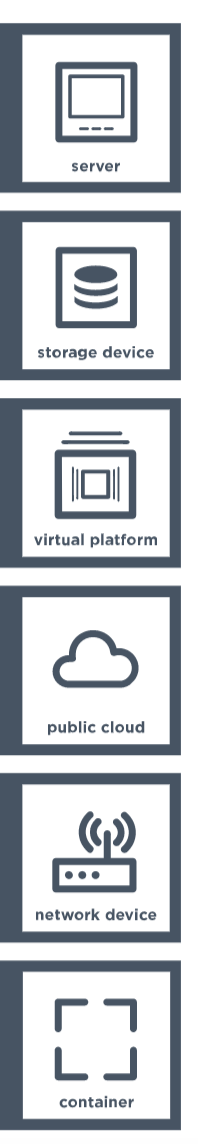 server
storage device
virtual platform
public cloud
network device
container